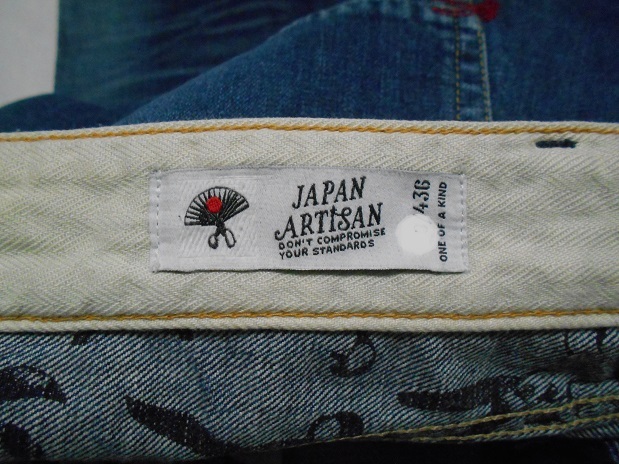 JAPAN
ARTISAN
DON'T COMPROMISE
YOUR STANDARDS
436
ONE OF A KIND